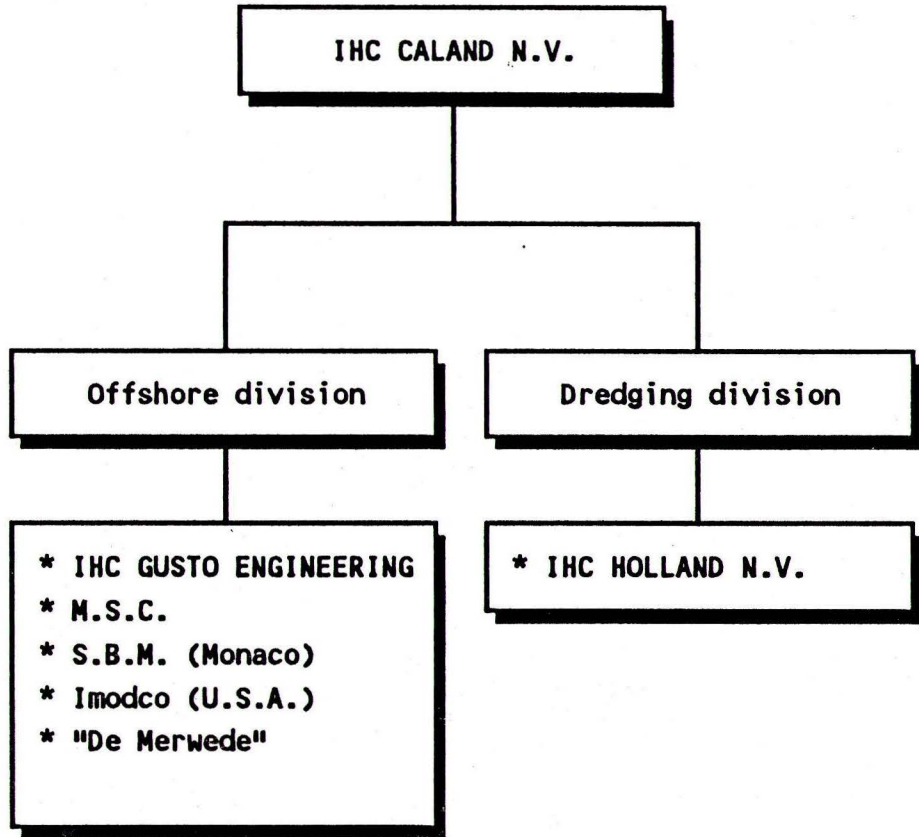 IHC CALAND N.V.
Offshore division
Dredging division
* IHC GUSTO ENGINEERING
* M.S.C.
* S.B.M. (Monaco)
* Imodco (U.S.A.)
* "De Merwede"
* IHC HOLLAND N.V.